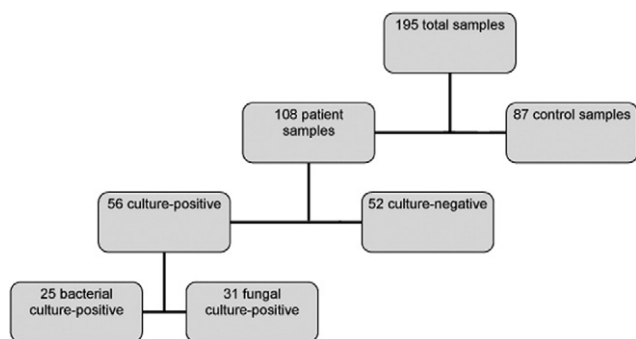 195 total samples
108 patient
samples
87 control samples
56 culture-positive
52 culture-negative
25 bacterial
culture-positive
31 fungal
culture-positive